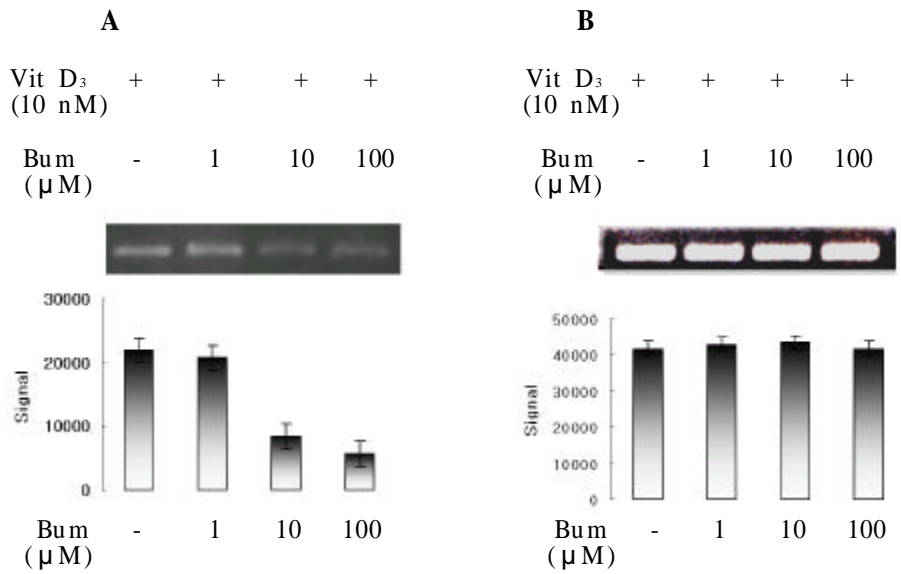 A
Vit D₃ + + + +
(10 nM)
Bum - 1 10 100
(μM)
30000
20000
10000
0
Signal
Bum - 1 10 100
(μM)
B
Vit D₃ + + + +
(10 nM)
Bum - 1 10 100
(μM)
50000
40000
30000
20000
10000
0
Signal
Bum - 1 10 100
(μM)